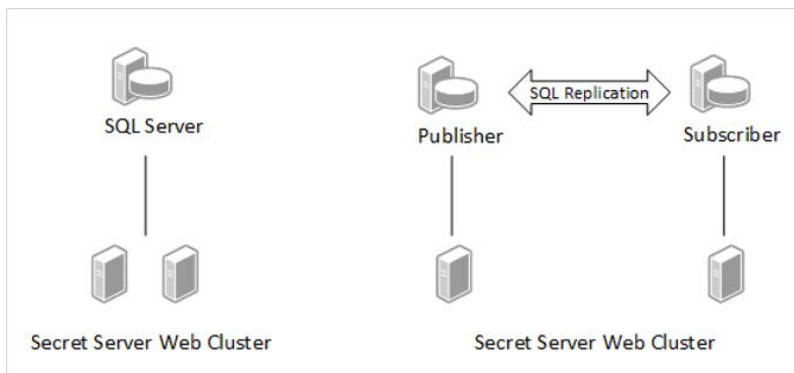 SQL Server
Publisher
SQL Replication
Subscriber
Secret Server Web Cluster
Secret Server Web Cluster